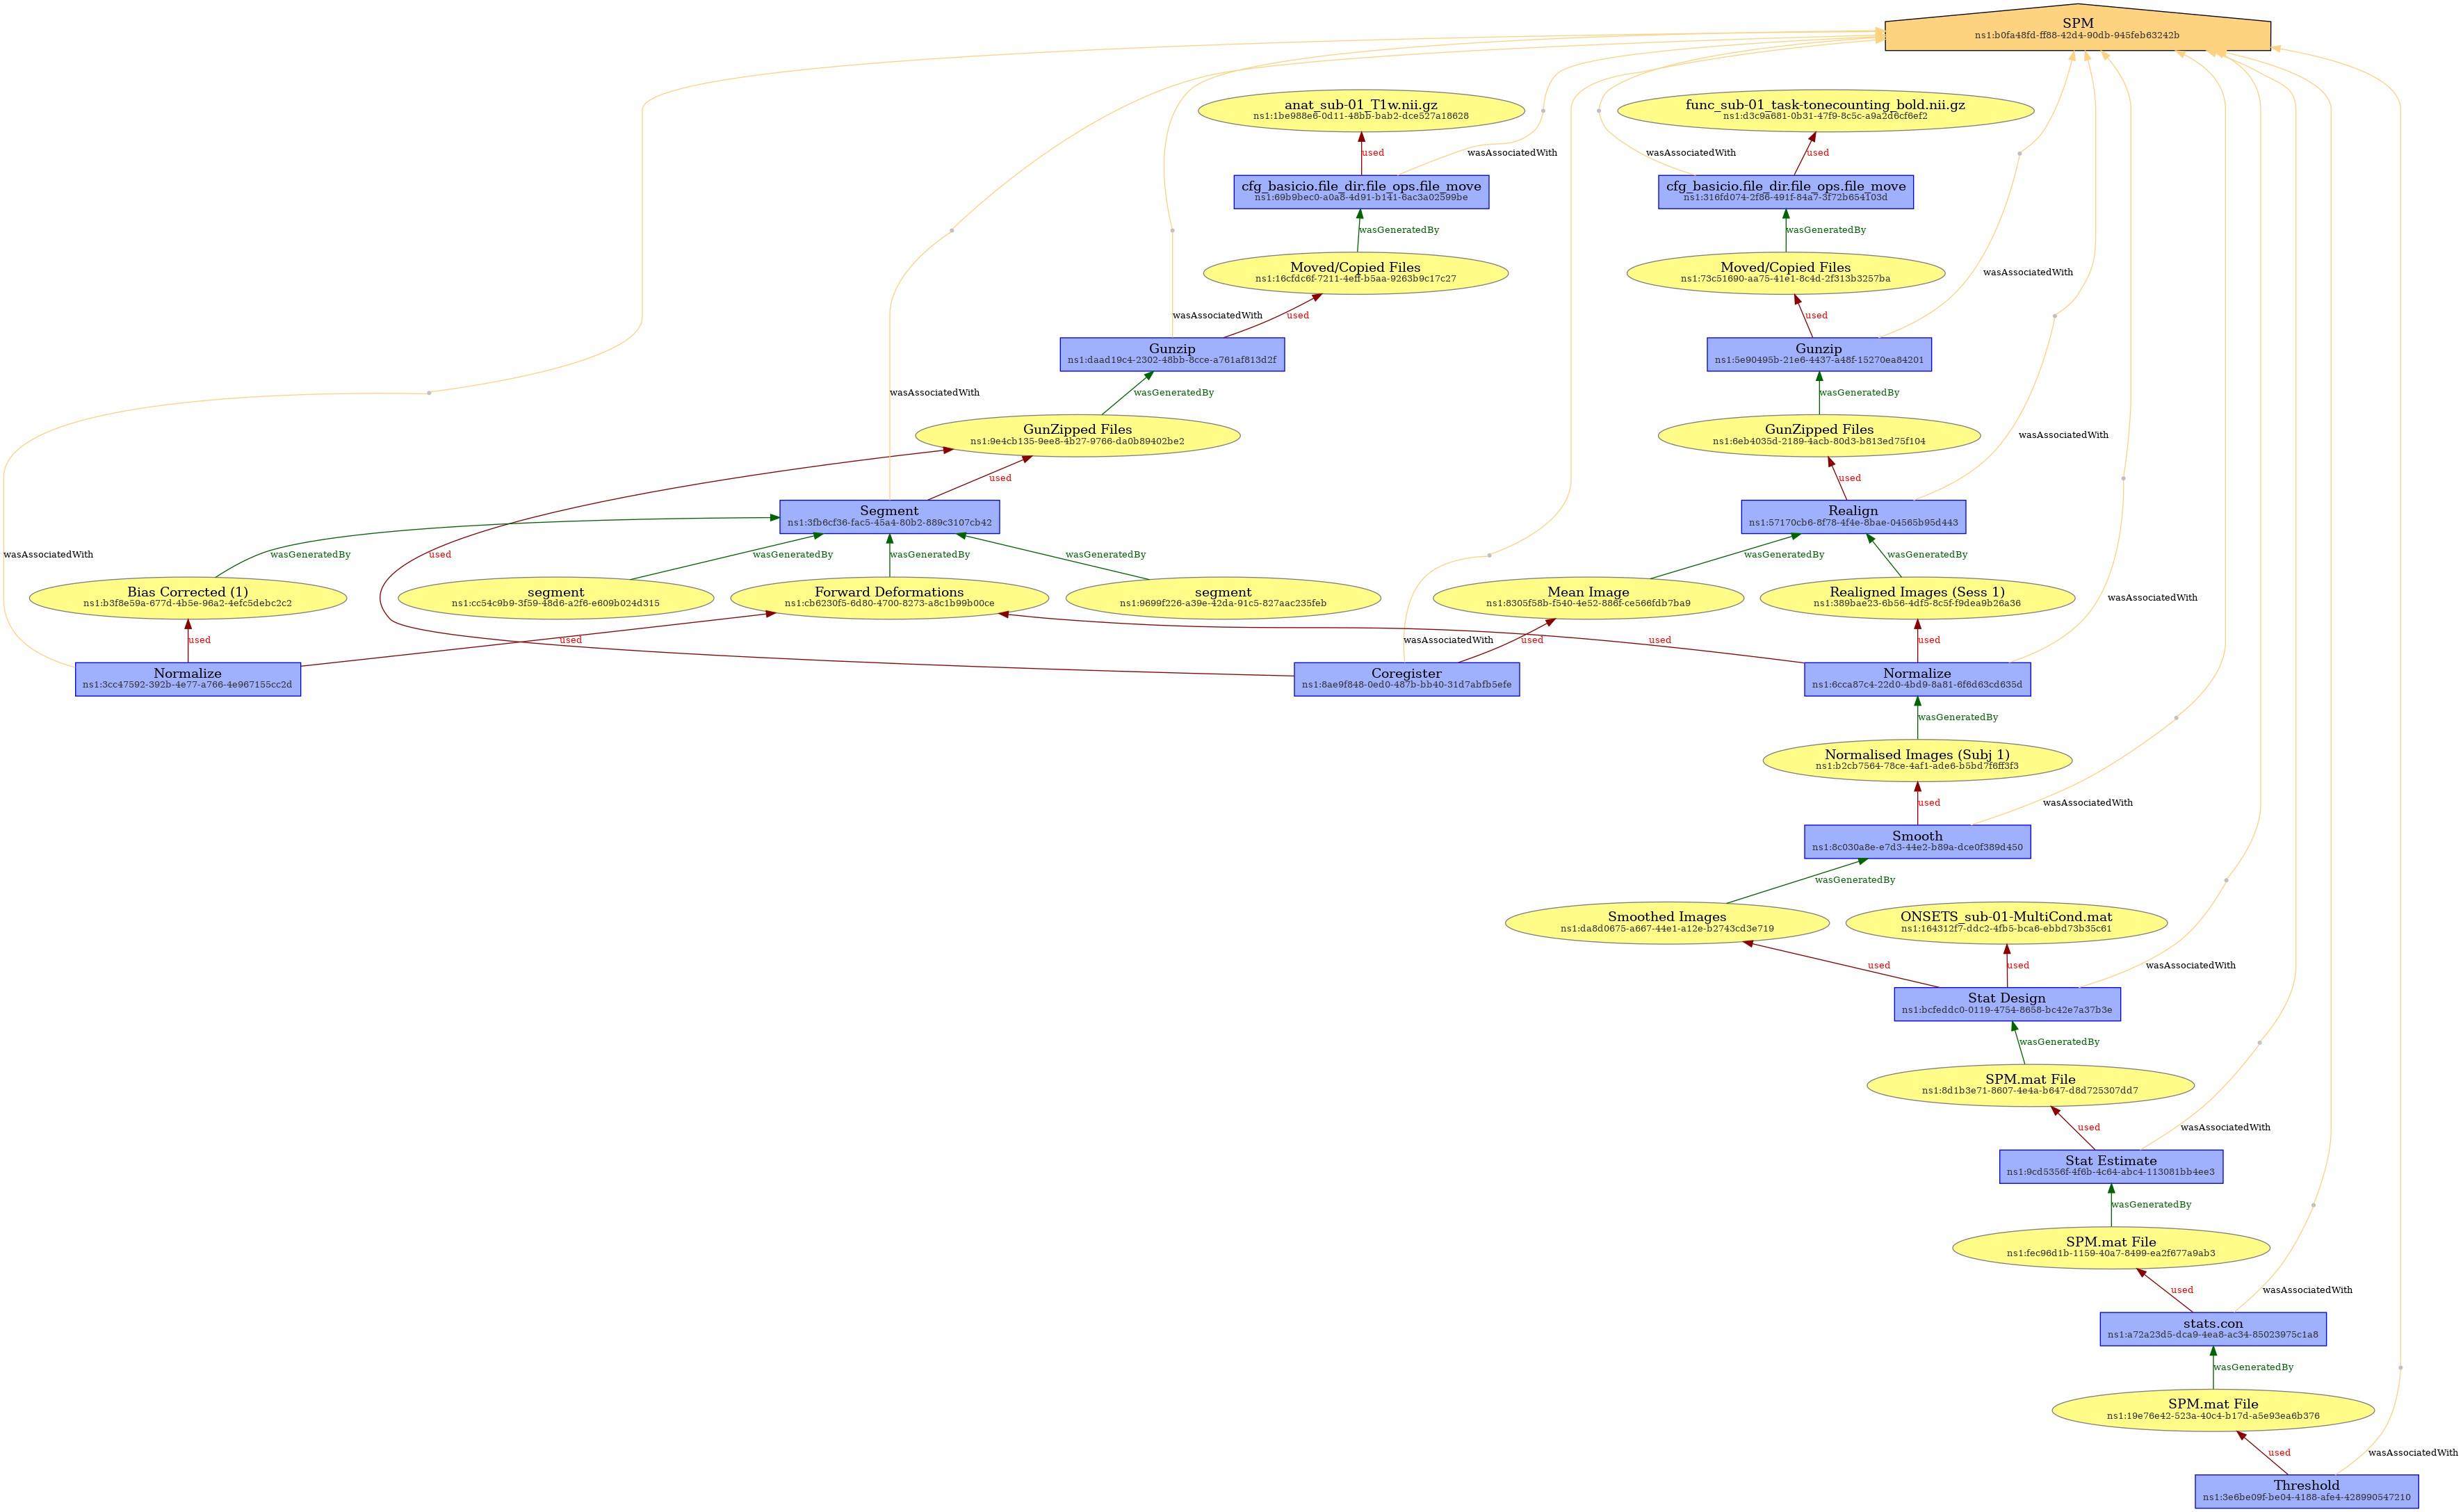 SPM
ns1:b0fa48fd-ff88-42d4-90db-945feb63242b
anat_sub-01_T1w.nii.gz
ns1:1be988e6-0d11-48bb-bab2-dce527a18628
func_sub-01_task-tonecounting_bold.nii.gz
ns1:d3c9a681-0b31-47f9-8c5c-a9a2d6cf6ef2
used
wasAssociatedWith
wasAssociatedWith
used
cfg_basicio.file_dir.file_ops.file_move
ns1:69b9bec0-a0a8-4d91-b141-6ac3a02599be
cfg_basicio.file_dir.file_ops.file_move
ns1:316fd074-2f86-491f-84a7-3f72b654103d
wasGeneratedBy
wasGeneratedBy
Moved/Copied Files
ns1:16cfdc6f-7211-4eff-b5aa-9263b9c17c27
Moved/Copied Files
ns1:73c51690-aa75-41e1-8c4d-2f313b3257ba
wasAssociatedWith
wasAssociatedWith
used
used
Gunzip
ns1:daad19c4-2302-48bb-8cce-a761af813d2f
Gunzip
ns1:5e90495b-21e6-4437-a48f-15270ea84201
wasAssociatedWith
wasGeneratedBy
wasGeneratedBy
GunZipped Files
ns1:9e4cb135-9ee8-4b27-9766-da0b89402be2
GunZipped Files
ns1:6eb4035d-2189-4acb-80d3-b813ed75f104
wasAssociatedWith
used
used
Segment
ns1:3fb6cf36-fac5-45a4-80b2-889c3107cb42
Realign
ns1:57170cb6-8f78-4f4e-8bae-04565b95d443
wasAssociatedWith
wasGeneratedBy
used
wasGeneratedBy
wasGeneratedBy
wasGeneratedBy
wasGeneratedBy
wasGeneratedBy
Bias Corrected (1)
ns1:b3f8e59a-677d-4b5e-96a2-4efc5debc2c2
segment
ns1:cc54c9b9-3f59-48d6-a2f6-e609b024d315
Forward Deformations
ns1:cb6230f5-6d80-4700-8273-a8c1b99b00ce
segment
ns1:9699f226-a39e-42da-91c5-827aac235feb
Mean Image
ns1:8305f58b-f540-4e52-886f-ce566fdb7ba9
Realigned Images (Sess 1)
ns1:389bae23-6b56-4df5-8c5f-f9dea9b26a36
wasAssociatedWith
used
used
wasAssociatedWith
used
used
used
Normalize
ns1:3cc47592-392b-4e77-a766-4e967155cc2d
Coregister
ns1:8ae9f848-0ed0-487b-bb40-31d7abfb5efe
Normalize
ns1:6cca87c4-22d0-4bd9-8a81-6f6d63cd635d
wasGeneratedBy
Normalised Images (Subj 1)
ns1:b2cb7564-78ce-4af1-ade6-b5bd7f6ff3f3
used
wasAssociatedWith
Smooth
ns1:8c030a8e-e7d3-44e2-b89a-dce0f389d450
wasGeneratedBy
Smoothed Images
ns1:da8d0675-a667-44e1-a12e-b2743cd3e719
ONSETS_sub-01-MultiCond.mat
ns1:164312f7-ddc2-4fb5-bca6-ebbd73b35c61
used
used
wasAssociatedWith
Stat Design
ns1:bcfeddc0-0119-4754-8658-bc42e7a37b3e
wasGeneratedBy
SPM.mat File
ns1:8d1b3e71-8607-4e4a-b647-d8d725307dd7
used
wasAssociatedWith
Stat Estimate
ns1:9cd5356f-4f6b-4c64-abc4-113081bb4ee3
wasGeneratedBy
SPM.mat File
ns1:fec96d1b-1159-40a7-8499-ea2f677a9ab3
used
wasAssociatedWith
stats.con
ns1:a72a23d5-dca9-4ea8-ac34-85023975c1a8
wasGeneratedBy
SPM.mat File
ns1:19e76e42-523a-40c4-b17d-a5e93ea6b376
used
wasAssociatedWith
Threshold
ns1:3e6be09f-be04-4188-afe4-428990547210